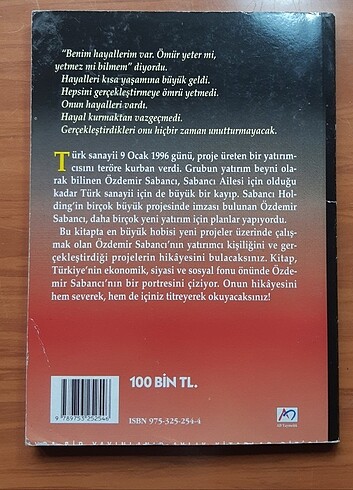 "Benim hayallerim var. Ömür yeter mi,
yetmez mi bilmem" diyordu.
Hayalleri kısa yaşamına büyük geldi.
Hepsini gerçekleştirmeye ömrü yetmedi.
Onun hayalleri vardı.
Hayal kurmaktan vazgeçmedi.
Gerçekleştirdikleri onu hiçbir zaman unutturmayacak.
Türk sanayii 9 Ocak 1996 günü, proje üreten bir yatırım-
cısını teröre kurban verdi. Grubun yatırım beyni ola-
rak bilinen Özdemir Sabancı, Sabancı Ailesi için olduğu
kadar Türk sanayii için de büyük bir kayıp. Sabancı Hol-
ding'in birçok büyük projesinde imzası bulunan Özdemir
Sabancı, daha birçok yeni yatırım için planlar yapıyordu.
Bu kitapta en büyük hobisi yeni projeler üzerinde çalış-
mak olan Özdemir Sabancı'nın yatırımcı kişiliğini ve ger-
çekleştirdiği projelerin hikâyesini bulacaksınız. Kitap,
Türkiye'nin ekonomik, siyasi ve sosyal fonu önünde Özde-
mir Sabancı'nın bir portresini çiziyor. Onun hikâyesini
hem severek, hem de içiniz titreyerek okuyacaksınız!
100 BİN TL.
9 789753 252546
ISBN 975-325-254-4